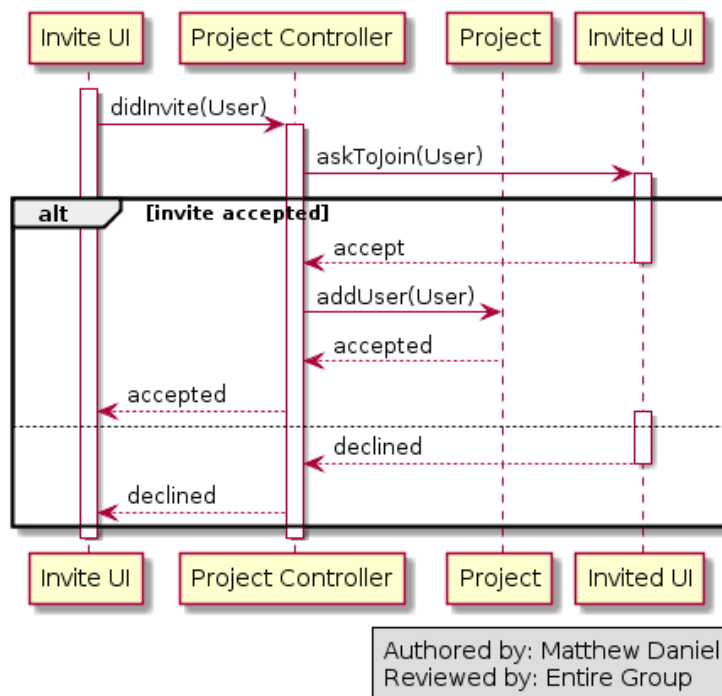 Invite UI
Project Controller
Project
Invited UI
didInvite(User)
askToJoin(User)
alt
[invite accepted]
accept
addUser(User)
accepted
accepted
declined
declined
Invite UI
Project Controller
Project
Invited UI
Authored by: Matthew Daniel
Reviewed by: Entire Group